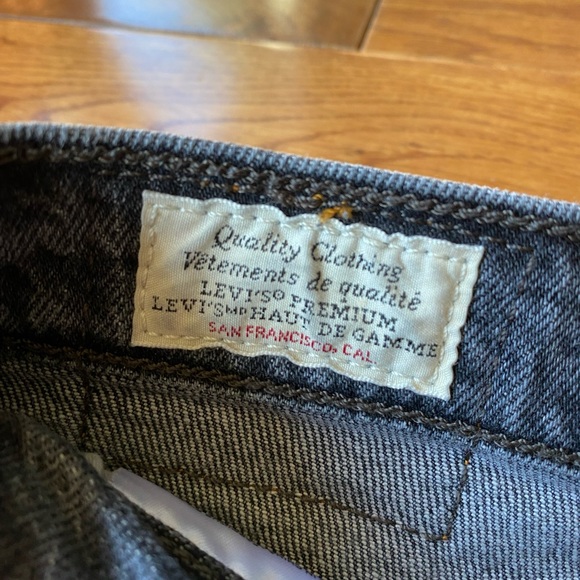 Quality Clothing
Vêtements de qualité
LEVI'S® PREMIUM
LEVI'S MD HAUT DE GAMME
SAN FRANCISCO, CAL